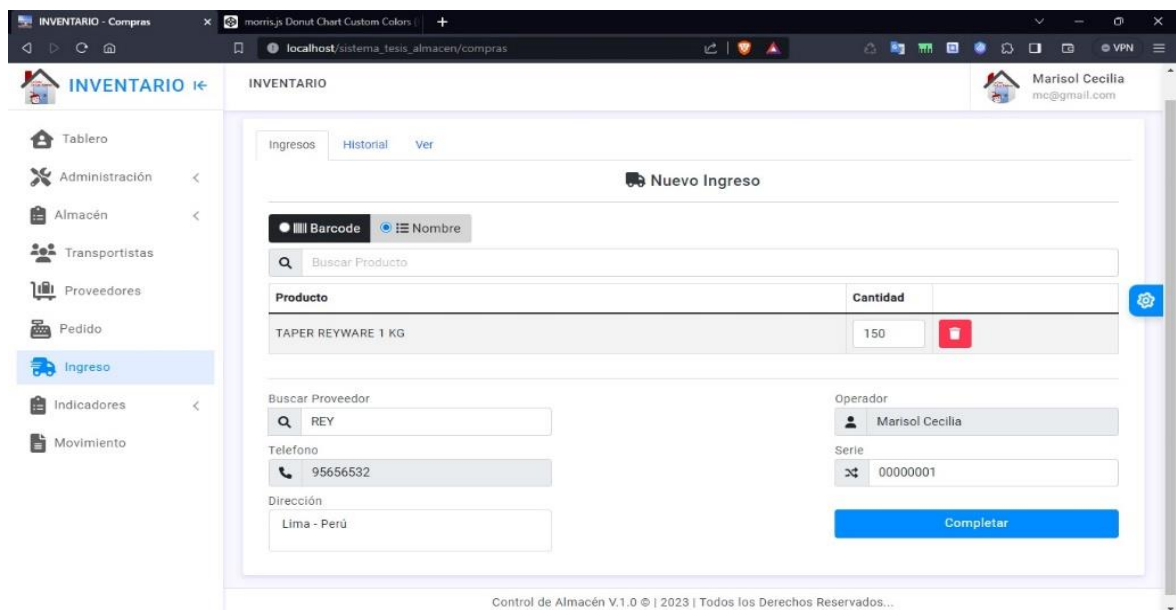 INVENTARIO - Compras
morris.js Donut Chart Custom Colors
localhost/sistema_tesis_almacen/compras
VPN
INVENTARIO
INVENTARIO
Marisol Cecilia
mc@gmail.com
Tablero
Administración
Almacén
Transportistas
Proveedores
Pedido
Ingreso
Indicadores
Movimiento
Ingresos Historial Ver
Nuevo Ingreso
Barcode Nombre
Buscar Producto
Producto Cantidad
TAPER REYWARE 1 KG 150
Buscar Proveedor
REY
Operador
Marisol Cecilia
Telefono
95656532
Serie
00000001
Dirección
Lima - Perú
Completar
Control de Almacén V.1.0 © | 2023 | Todos los Derechos Reservados...